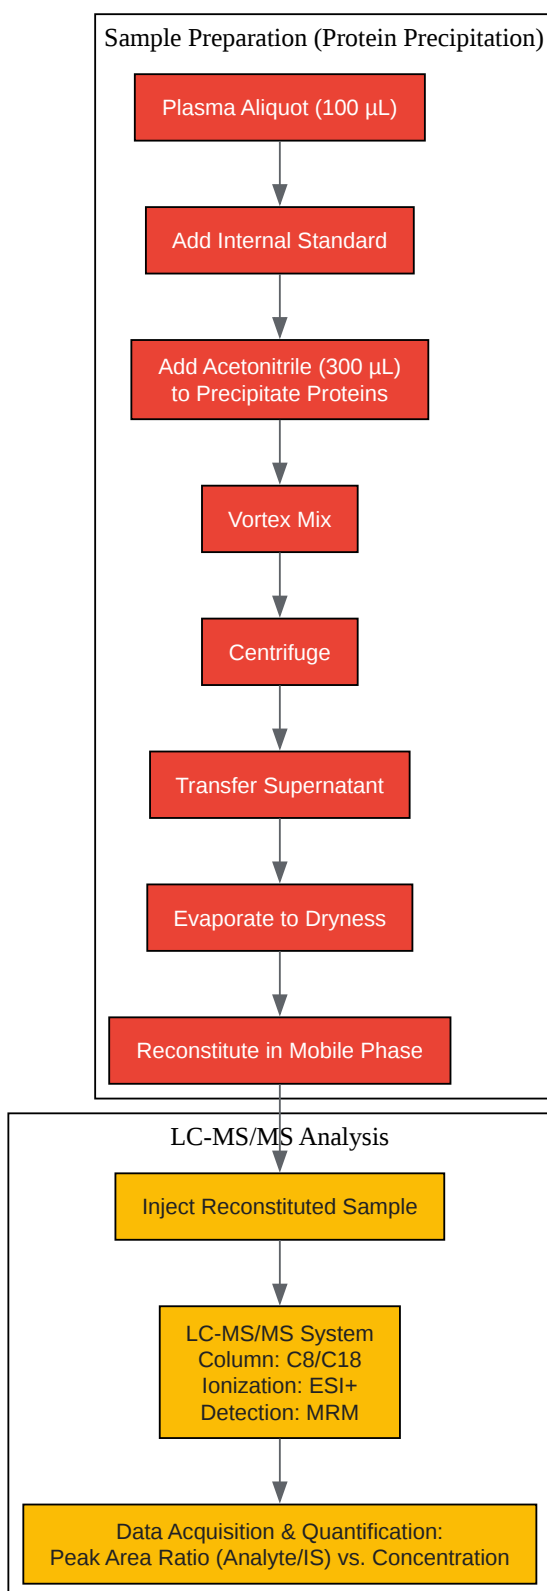 Sample Preparation (Protein Precipitation)
Plasma Aliquot (100 µL)
Add Internal Standard
Add Acetonitrile (300 µL)
to Precipitate Proteins
Vortex Mix
Centrifuge
Transfer Supernatant
Evaporate to Dryness
Reconstitute in Mobile Phase
LC-MS/MS Analysis
Inject Reconstituted Sample
LC-MS/MS System
Column: C8/C18
Ionization: ESI+
Detection: MRM
Data Acquisition & Quantification:
Peak Area Ratio (Analyte/IS) vs. Concentration